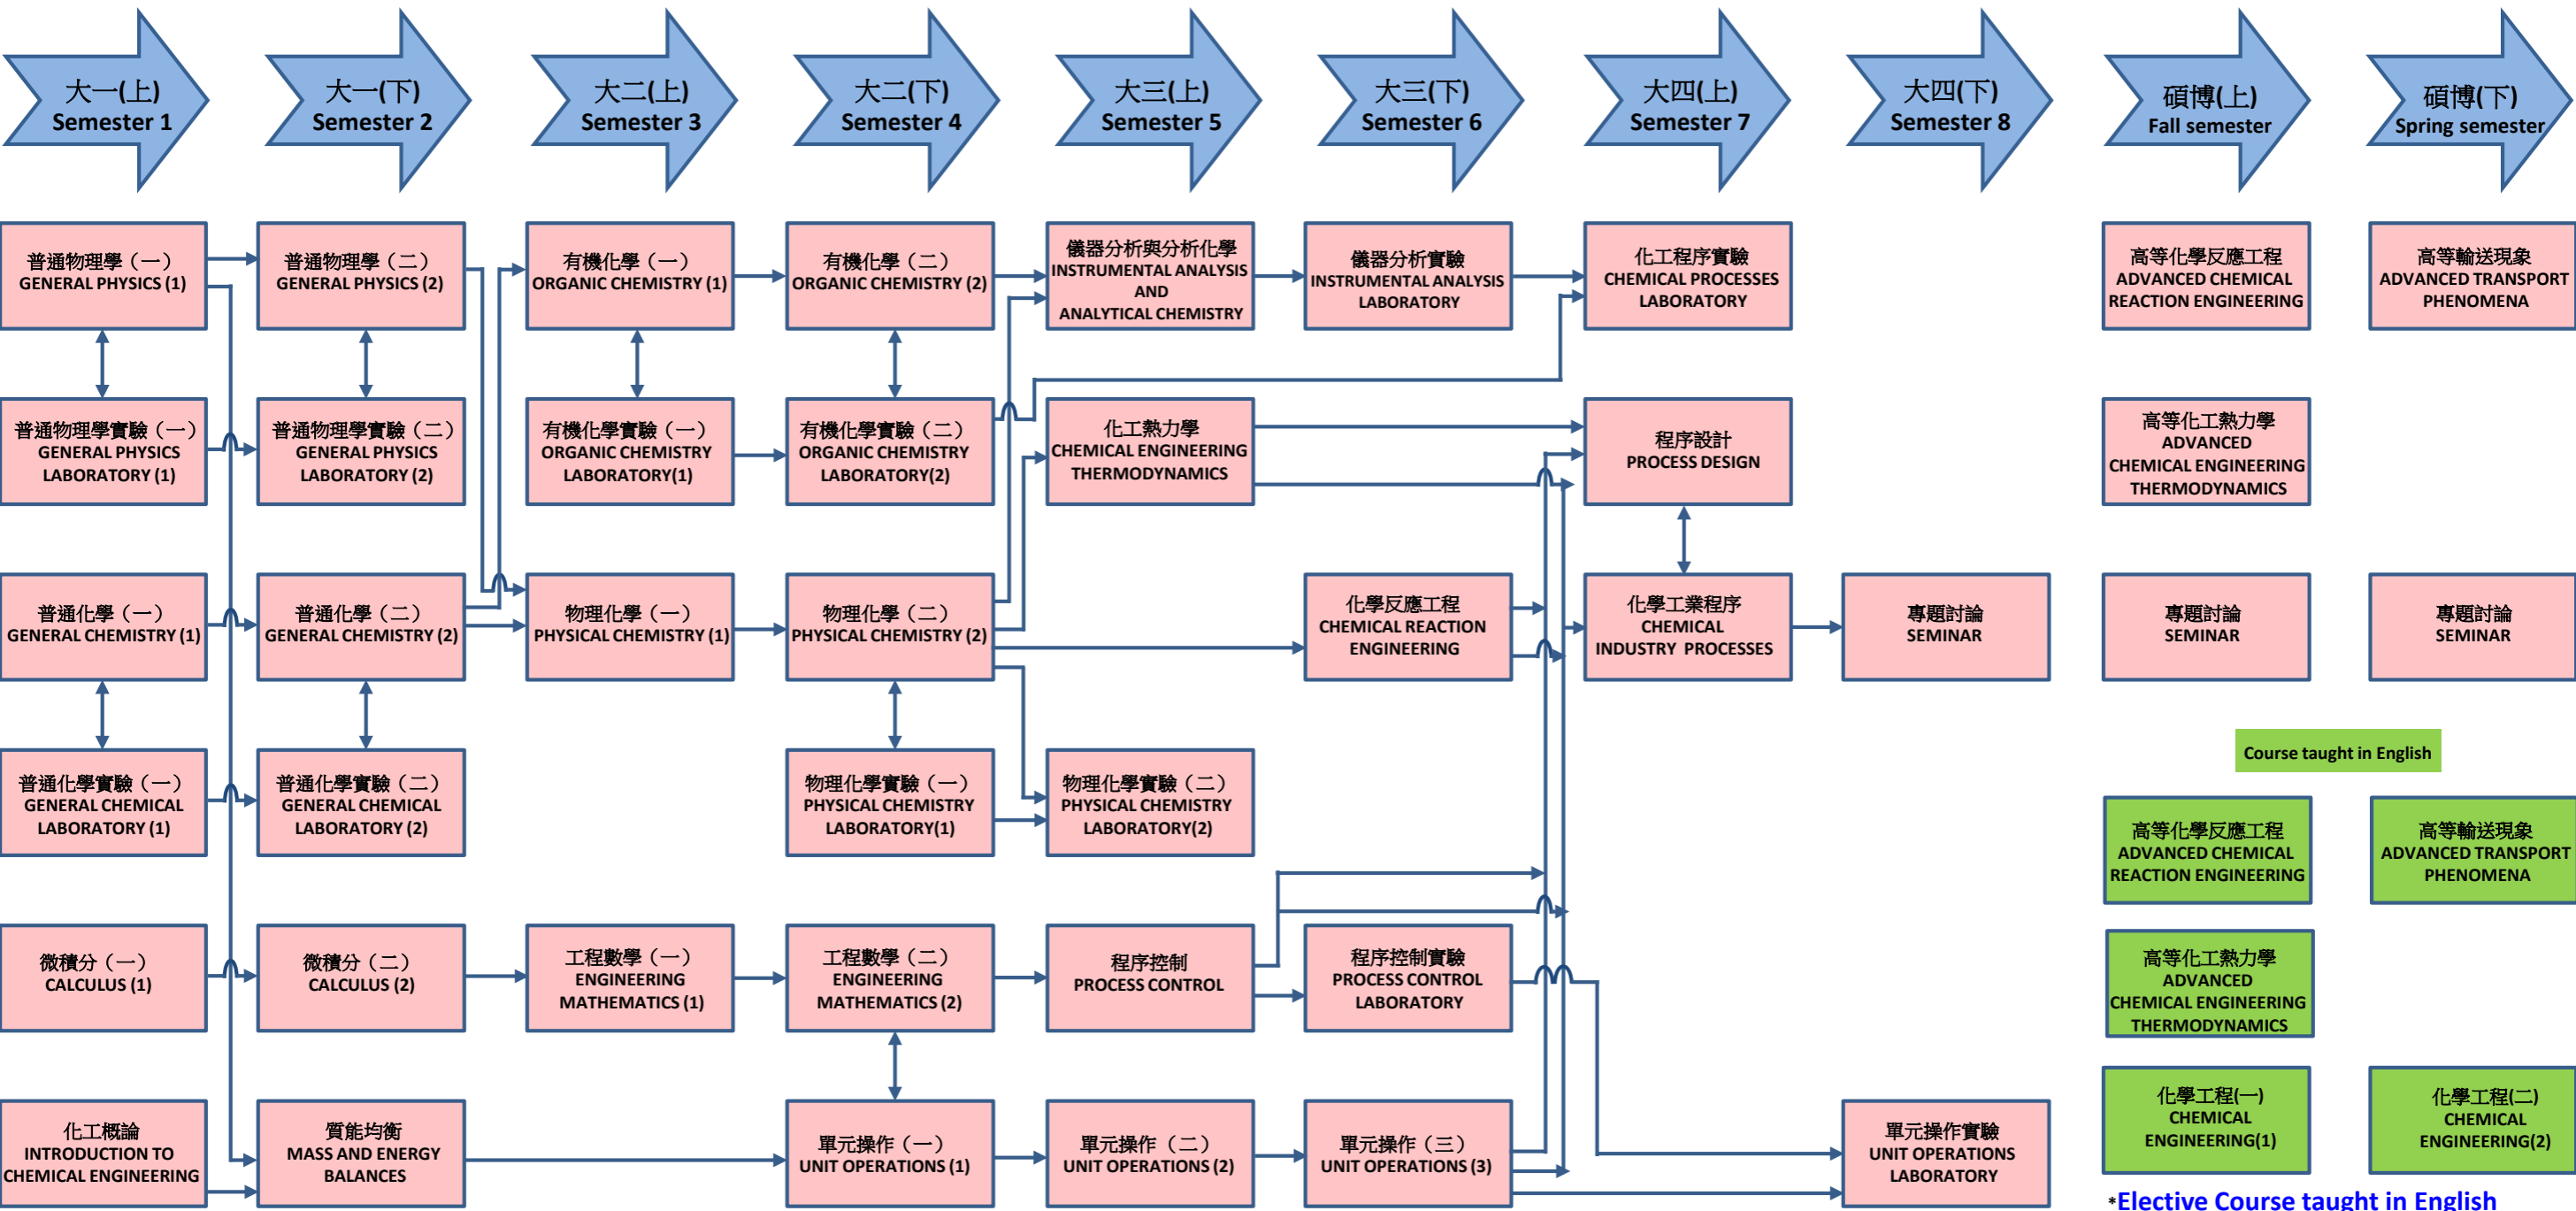 大一(上)
Semester 1
大一(下)
Semester 2
大二(上)
Semester 3
大二(下)
Semester 4
大三(上)
Semester 5
大三(下)
Semester 6
大四(上)
Semester 7
大四(下)
Semester 8
碩博(上)
Fall semester
碩博(下)
Spring semester
普通物理學（一）
GENERAL PHYSICS (1)
普通物理學（二）
GENERAL PHYSICS (2)
有機化學（一）
ORGANIC CHEMISTRY (1)
有機化學（二）
ORGANIC CHEMISTRY (2)
儀器分析與分析化學
INSTRUMENTAL ANALYSIS
AND
ANALYTICAL CHEMISTRY
儀器分析實驗
INSTRUMENTAL ANALYSIS
LABORATORY
化工程序實驗
CHEMICAL PROCESSES
LABORATORY
高等化學反應工程
ADVANCED CHEMICAL
REACTION ENGINEERING
高等輸送現象
ADVANCED TRANSPORT
PHENOMENA
普通物理學實驗（一）
GENERAL PHYSICS
LABORATORY (1)
普通物理學實驗（二）
GENERAL PHYSICS
LABORATORY (2)
有機化學實驗（一）
ORGANIC CHEMISTRY
LABORATORY(1)
有機化學實驗（二）
ORGANIC CHEMISTRY
LABORATORY(2)
化工熱力學
CHEMICAL ENGINEERING
THERMODYNAMICS
程序設計
PROCESS DESIGN
高等化工熱力學
ADVANCED
CHEMICAL ENGINEERING
THERMODYNAMICS
普通化學（一）
GENERAL CHEMISTRY (1)
普通化學（二）
GENERAL CHEMISTRY (2)
物理化學（一）
PHYSICAL CHEMISTRY (1)
物理化學（二）
PHYSICAL CHEMISTRY (2)
化學反應工程
CHEMICAL REACTION
ENGINEERING
化學工業程序
CHEMICAL
INDUSTRY PROCESSES
專題討論
SEMINAR
專題討論
SEMINAR
專題討論
SEMINAR
普通化學實驗（一）
GENERAL CHEMICAL
LABORATORY (1)
普通化學實驗（二）
GENERAL CHEMICAL
LABORATORY (2)
物理化學實驗（一）
PHYSICAL CHEMISTRY
LABORATORY(1)
物理化學實驗（二）
PHYSICAL CHEMISTRY
LABORATORY(2)
Course taught in English
高等化學反應工程
ADVANCED CHEMICAL
REACTION ENGINEERING
高等輸送現象
ADVANCED TRANSPORT
PHENOMENA
微積分（一）
CALCULUS (1)
微積分（二）
CALCULUS (2)
工程數學（一）
ENGINEERING
MATHEMATICS (1)
工程數學（二）
ENGINEERING
MATHEMATICS (2)
程序控制
PROCESS CONTROL
程序控制實驗
PROCESS CONTROL
LABORATORY
高等化工熱力學
ADVANCED
CHEMICAL ENGINEERING
THERMODYNAMICS
化工概論
INTRODUCTION TO
CHEMICAL ENGINEERING
質能均衡
MASS AND ENERGY
BALANCES
單元操作（一）
UNIT OPERATIONS (1)
單元操作（二）
UNIT OPERATIONS (2)
單元操作（三）
UNIT OPERATIONS (3)
單元操作實驗
UNIT OPERATIONS
LABORATORY
化學工程(一)
CHEMICAL
ENGINEERING(1)
化學工程(二)
CHEMICAL
ENGINEERING(2)
*Elective Course taught in English